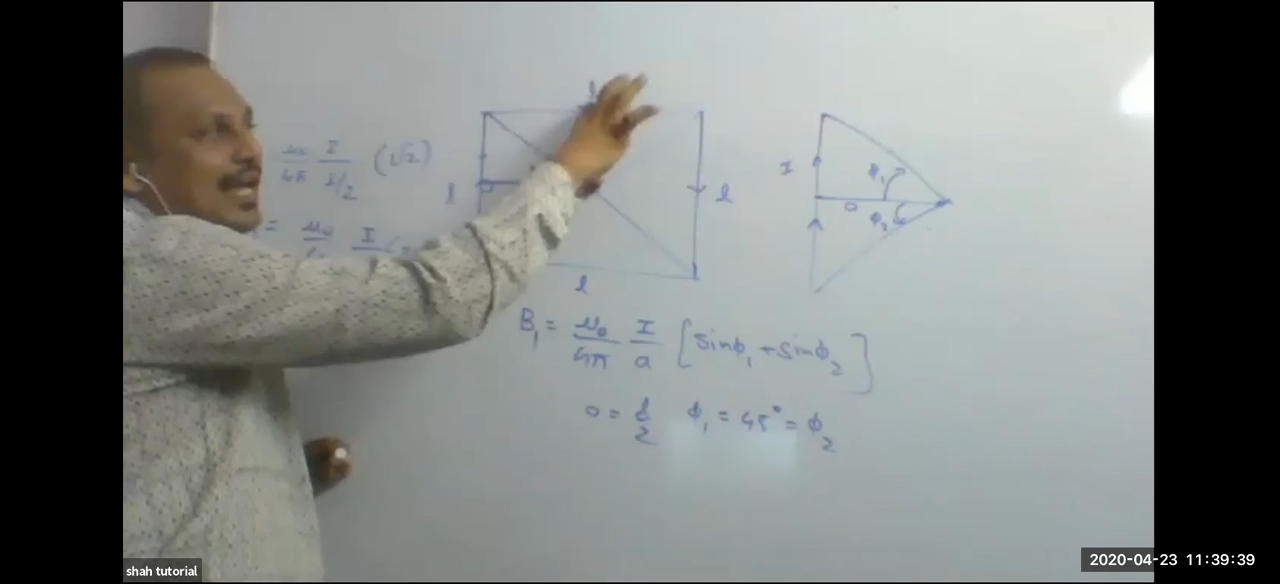 μ₀/4π I/l/2 (√2)
= μ₀ I
l
l
l
l
I
a
ϕ₁
ϕ₂
B₁ = μ₀/4π I/a [sinϕ₁ + sinϕ₂]
a = l/2 ϕ₁ = 45° = ϕ₂
shah tutorial
2020-04-23 11:39:39